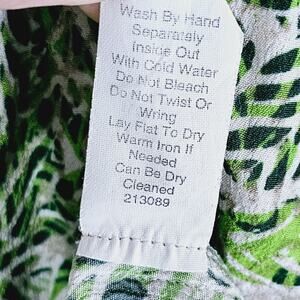 Wash By Hand
Separately
Inside Out
With Cold Water
Do Not Bleach
Do Not Twist Or
Wring
Lay Flat To Dry
Warm Iron If
Needed
Can Be Dry
Cleaned
213089